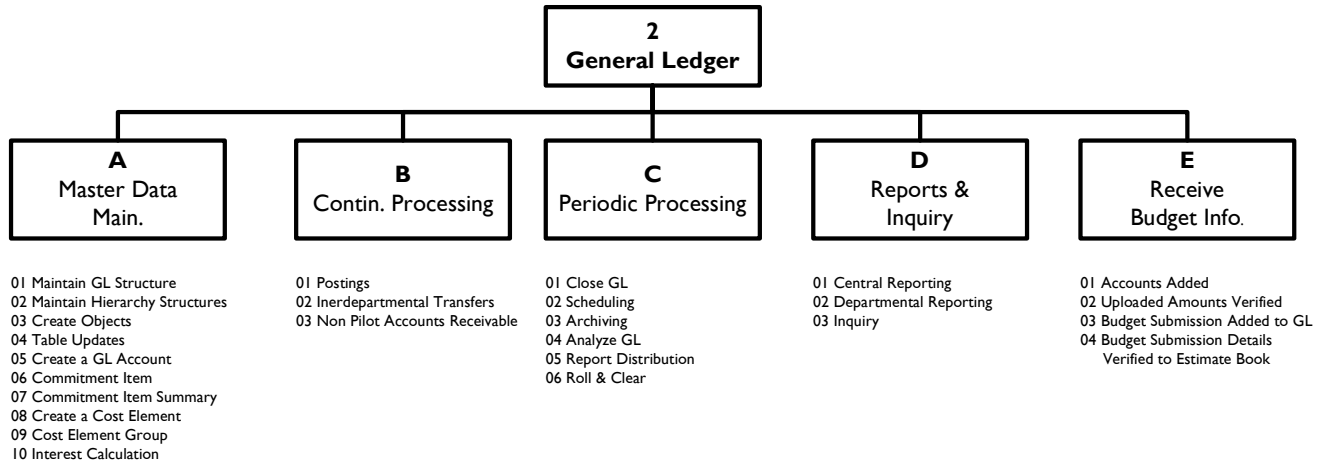 2
General Ledger
A
Master Data
Main.
B
Contin. Processing
C
Periodic Processing
D
Reports &
Inquiry
E
Receive
Budget Info.
01 Maintain GL Structure
02 Maintain Hierarchy Structures
03 Create Objects
04 Table Updates
05 Create a GL Account
06 Commitment Item
07 Commitment Item Summary
08 Create a Cost Element
09 Cost Element Group
10 Interest Calculation
01 Postings
02 Inerdepartmental Transfers
03 Non Pilot Accounts Receivable
01 Close GL
02 Scheduling
03 Archiving
04 Analyze GL
05 Report Distribution
06 Roll & Clear
01 Central Reporting
02 Departmental Reporting
03 Inquiry
01 Accounts Added
02 Uploaded Amounts Verified
03 Budget Submission Added to GL
04 Budget Submission Details
Verified to Estimate Book